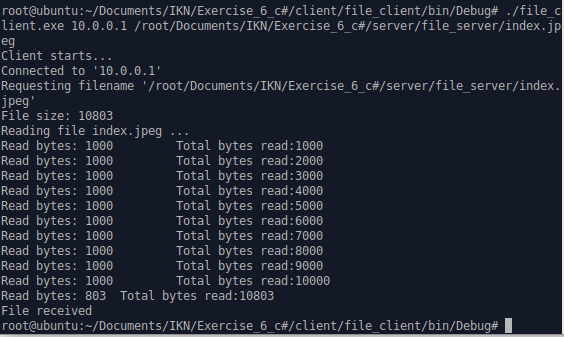 root@ubuntu:~/Documents/IKN/Exercise_6_c#/client/file_client/bin/Debug# ./file_c
lient.exe 10.0.0.1 /root/Documents/IKN/Exercise_6_c#/server/file_server/index.jp
eg
Client starts...
Connected to '10.0.0.1'
Requesting filename '/root/Documents/IKN/Exercise_6_c#/server/file_server/index.
jpeg'
File size: 10803
Reading file index.jpeg ...
Read bytes: 1000        Total bytes read:1000
Read bytes: 1000        Total bytes read:2000
Read bytes: 1000        Total bytes read:3000
Read bytes: 1000        Total bytes read:4000
Read bytes: 1000        Total bytes read:5000
Read bytes: 1000        Total bytes read:6000
Read bytes: 1000        Total bytes read:7000
Read bytes: 1000        Total bytes read:8000
Read bytes: 1000        Total bytes read:9000
Read bytes: 1000        Total bytes read:10000
Read bytes: 803  Total bytes read:10803
File received
root@ubuntu:~/Documents/IKN/Exercise_6_c#/client/file_client/bin/Debug#